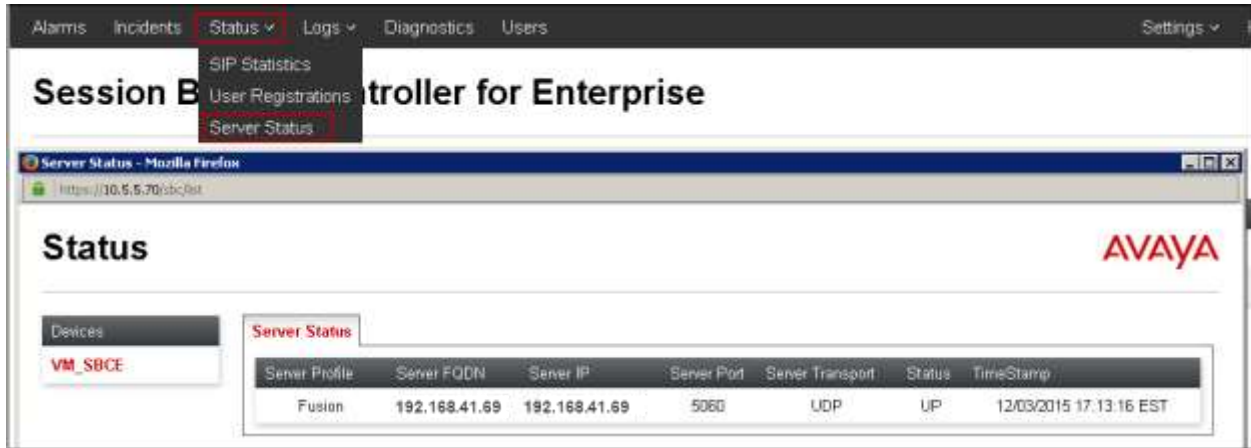 Alarms Incidents Status Logs Diagnostics Users Settings
SIP Statistics
Session B User Registrations troller for Enterprise
Server Status
Server Status - Mozilla Firefox
https://10.5.5.70/sbc/list
Status AVAYA
Devices Server Status
VM_SBCE
Server Profile Server FQDN Server IP Server Port Server Transport Status TimeStamp
Fusion 192.168.41.69 192.168.41.69 5060 UDP UP 12/03/2015 17:13:16 EST